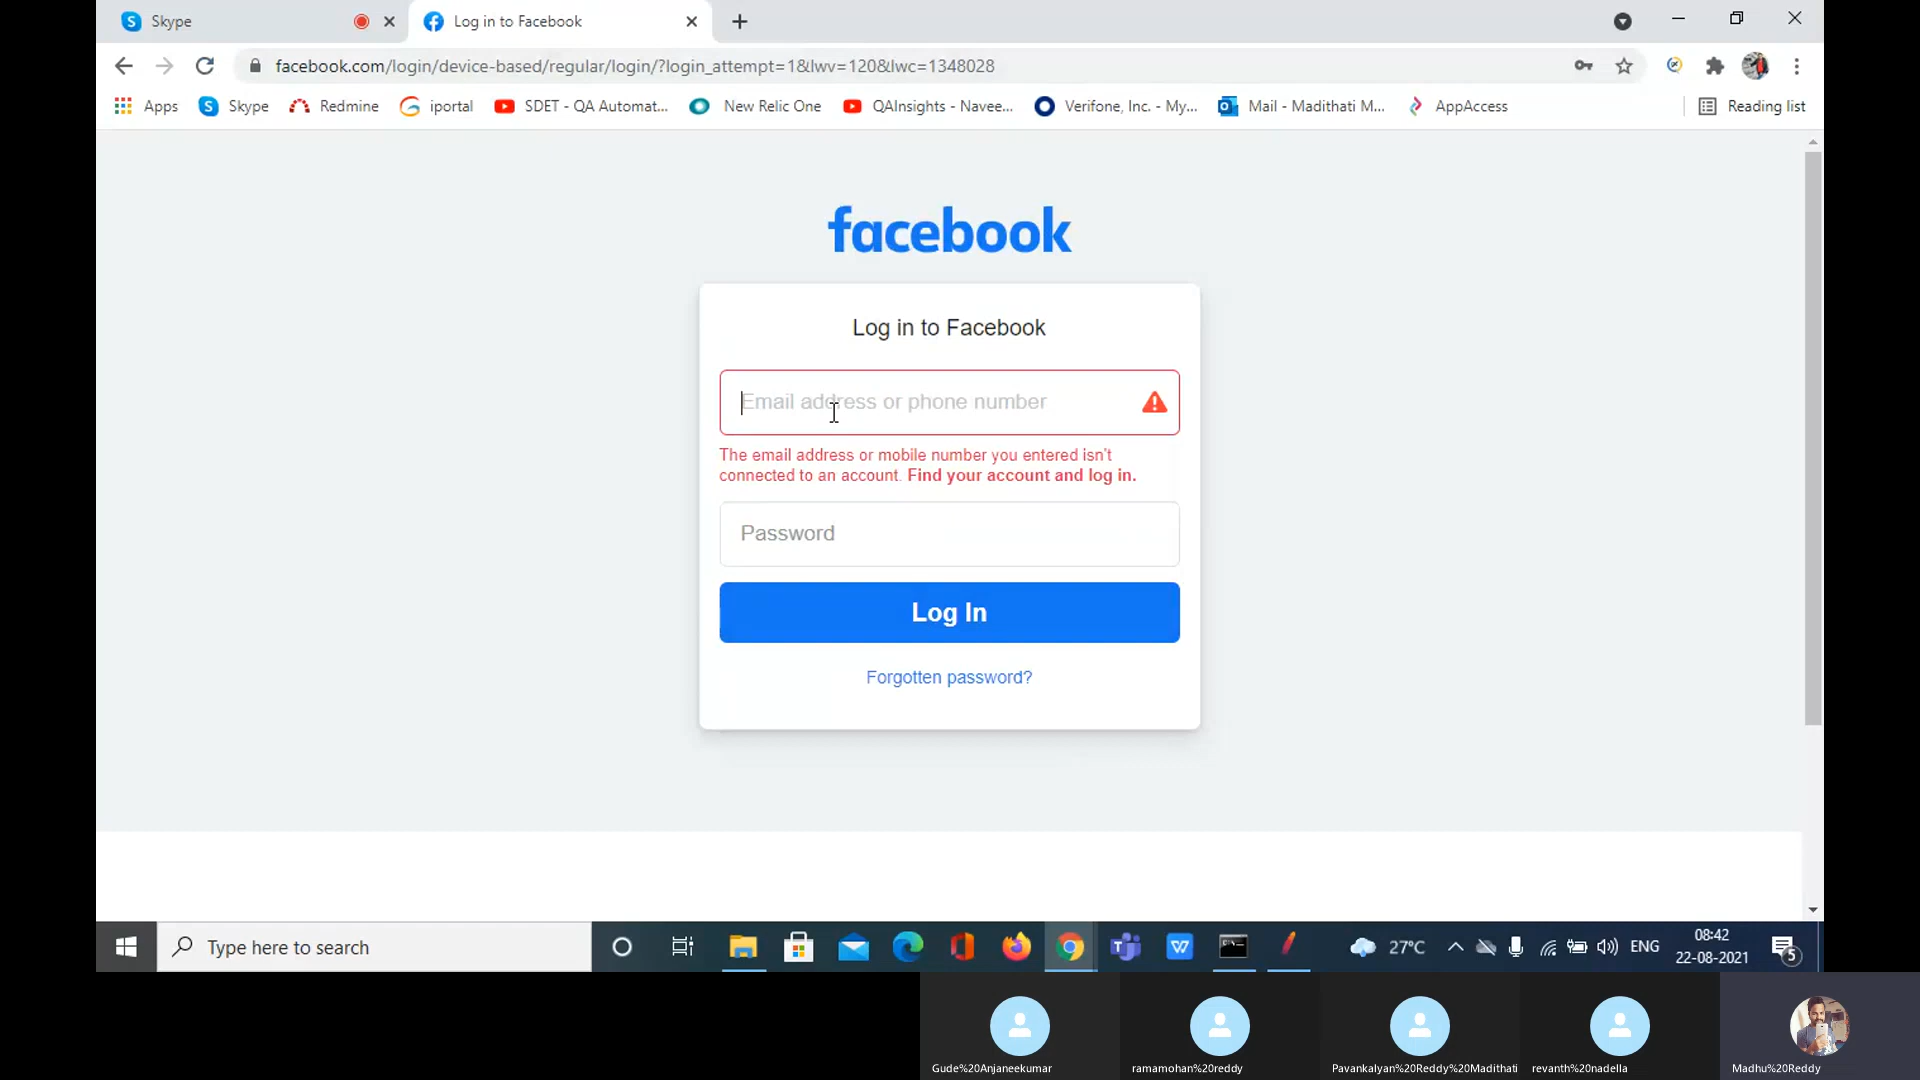 Skype
Log in to Facebook
facebook.com/login/device-based/regular/login/?login_attempt=1&lwv=120&lwc=1348028
Apps
Skype
Redmine
iportal
SDET - QA Automat...
New Relic One
QAInsights - Navee...
Verifone, Inc. - My...
Mail - Madithati M...
AppAccess
Reading list
facebook
Log in to Facebook
Email address or phone number
The email address or mobile number you entered isn't
connected to an account. Find your account and log in.
Password
Log In
Forgotten password?
Type here to search
27°C
ENG
08:42
22-08-2021
5
Gude%20Anjaneekumar
ramamohan%20reddy
Pavankalyan%20Reddy%20Madithati
revanth%20nadella
Madhu%20Reddy